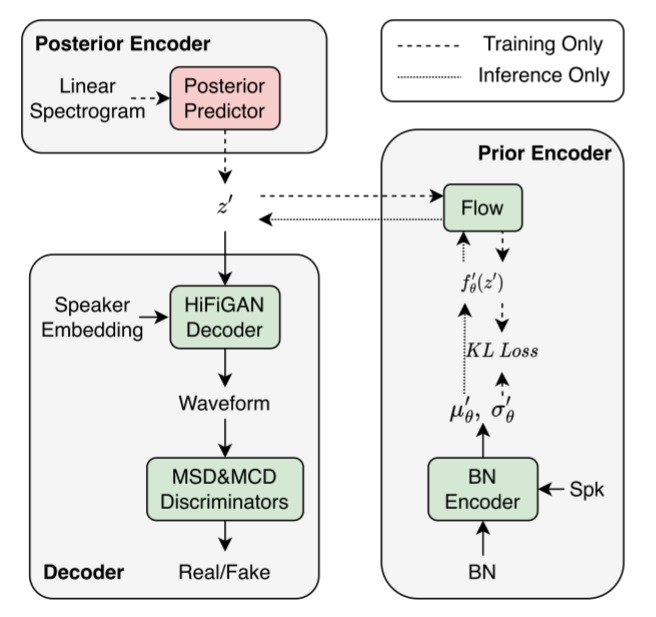 Posterior Encoder
Linear
Spectrogram
Posterior
Predictor
Training Only
Inference Only
z′
Prior Encoder
Flow
f′θ(z′)
KL Loss
μ′θ, σ′θ
BN
Encoder
Spk
BN
Speaker
Embedding
HiFiGAN
Decoder
Waveform
MSD&MCD
Discriminators
Decoder
Real/Fake